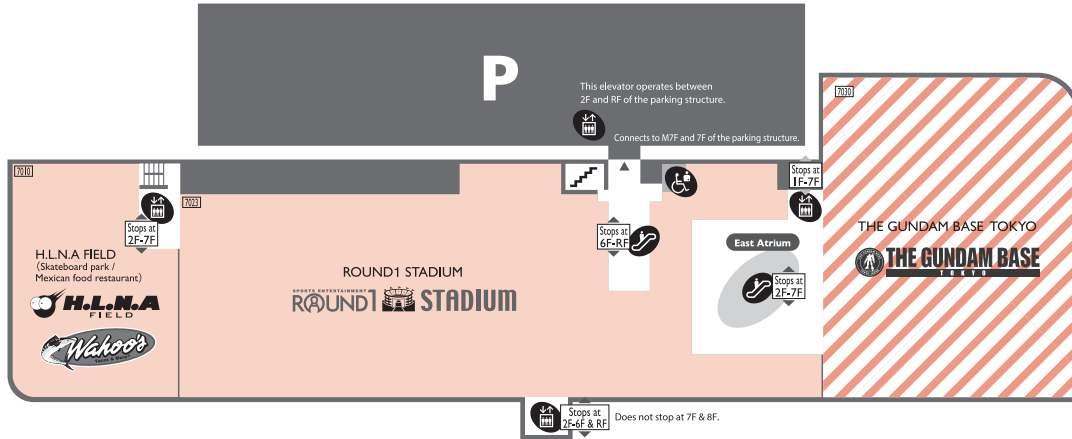 P
This elevator operates between
2F and RF of the parking structure.
Connects to M7F and 7F of the parking structure.
7030
7010
Stops at
1F-7F
7023
Stops at
2F-7F
Stops at
6F-RF
THE GUNDAM BASE TOKYO
East Atrium
H.L.N.A FIELD
(Skateboard park /
Mexican food restaurant)
THE GUNDAM BASE
TOKYO
ROUND1 STADIUM
Stops at
2F-7F
SPORTS ENTERTAINMENT
ROUND1 STADIUM
H.L.N.A
FIELD
Wahoo's
Stops at
2F-6F & RF
Does not stop at 7F & 8F.